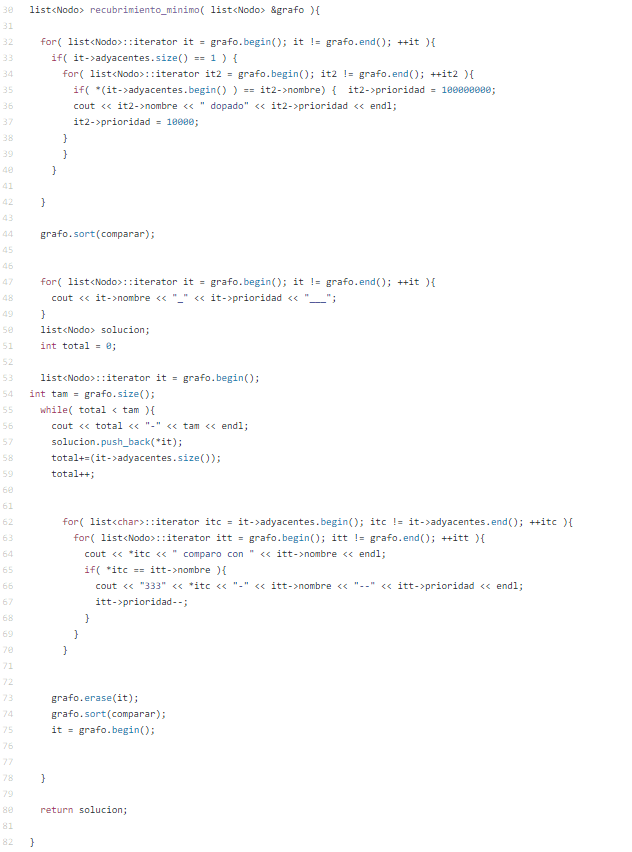 30 list<Nodo> recubrimiento_minimo( list<Nodo> &grafo ){
31
32 for( list<Nodo>::iterator it = grafo.begin(); it != grafo.end(); ++it ){
33 if( it->adyacentes.size() == 1 ) {
34 for( list<Nodo>::iterator it2 = grafo.begin(); it2 != grafo.end(); ++it2 ){
35 if( *(it->adyacentes.begin() ) == it2->nombre) { it2->prioridad = 100000000;
36 cout << it2->nombre << " dopado" << it2->prioridad << endl;
37 it2->prioridad = 10000;
38 }
39 }
40 }
41
42 }
43
44 grafo.sort(comparar);
45
46
47 for( list<Nodo>::iterator it = grafo.begin(); it != grafo.end(); ++it ){
48 cout << it->nombre << "_" << it->prioridad << "___";
49 }
50 list<Nodo> solucion;
51 int total = 0;
52
53 list<Nodo>::iterator it = grafo.begin();
54 int tam = grafo.size();
55 while( total < tam ){
56 cout << total << "-" << tam << endl;
57 solucion.push_back(*it);
58 total+=(it->adyacentes.size());
59 total++;
60
61
62 for( list<char>::iterator itc = it->adyacentes.begin(); itc != it->adyacentes.end(); ++itc ){
63 for( list<Nodo>::iterator itt = grafo.begin(); itt != grafo.end(); ++itt ){
64 cout << *itc << " comparo con " << itt->nombre << endl;
65 if( *itc == itt->nombre ){
66 cout << "333" << *itc << "-" << itt->nombre << "--" << itt->prioridad << endl;
67 itt->prioridad--;
68 }
69 }
70 }
71
72
73 grafo.erase(it);
74 grafo.sort(comparar);
75 it = grafo.begin();
76
77
78 }
79
80 return solucion;
81
82 }